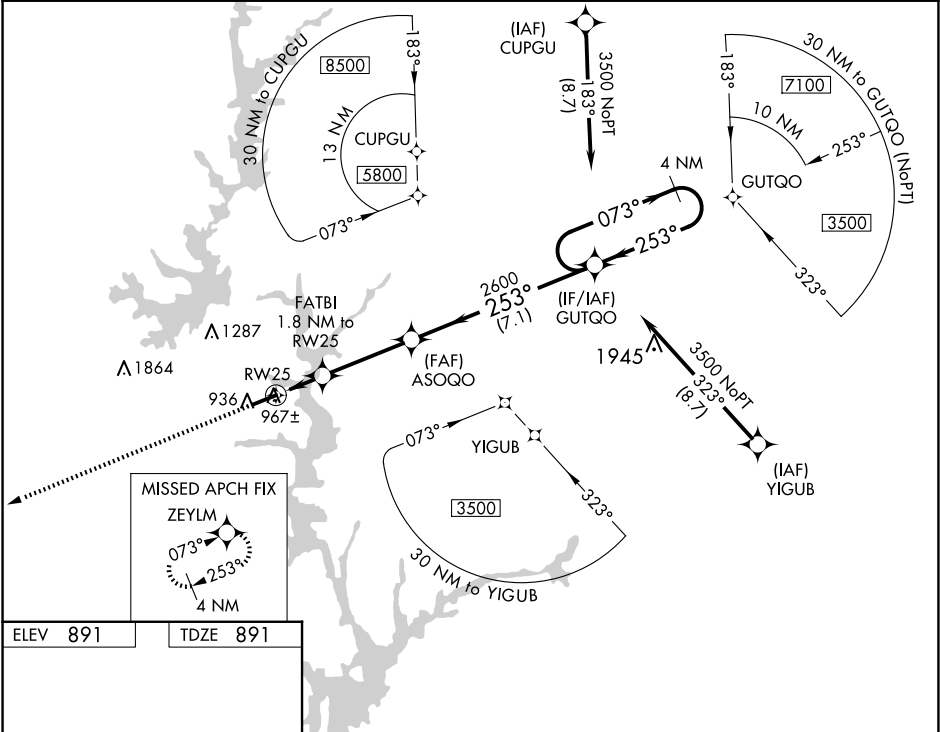 30 NM to CUPGU
8500
183°
13 NM
CUPGU
5800
073°
(IAF)
CUPGU
3500 NoPT
183°
(8.7)
30 NM to GUTQO (NoPT)
183°
7100
10 NM
253°
GUTQO
3500
323°
4 NM
073°
253°
(IF/IAF)
GUTQO
2600
253°
(7.1)
FATBI
1.8 NM to
RW25
1287
1864
(FAF)
ASOQO
RW25
936
967±
1945
3500 NoPT
323°
(8.7)
(IAF)
YIGUB
073°
YIGUB
323°
3500
30 NM to YIGUB
MISSED APCH FIX
ZEYLM
073°
253°
4 NM
ELEV 891
TDZE 891